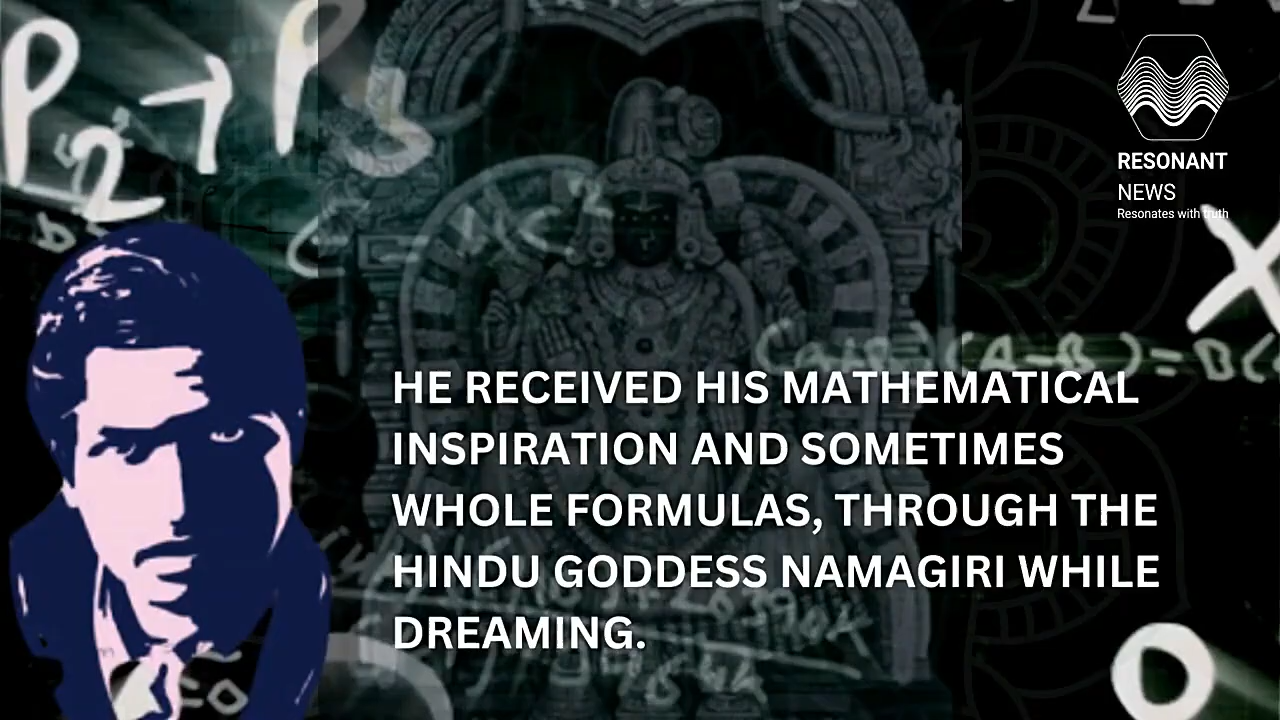 RESONANT
NEWS
Resonates with truth
HE RECEIVED HIS MATHEMATICAL
INSPIRATION AND SOMETIMES
WHOLE FORMULAS, THROUGH THE
HINDU GODDESS NAMAGIRI WHILE
DREAMING.